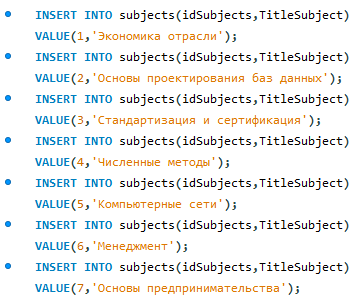 INSERT INTO subjects(idSubjects,TitleSubject)
VALUE(1,'Экономика отрасли');
INSERT INTO subjects(idSubjects,TitleSubject)
VALUE(2,'Основы проектирования баз данных');
INSERT INTO subjects(idSubjects,TitleSubject)
VALUE(3,'Стандартизация и сертификация');
INSERT INTO subjects(idSubjects,TitleSubject)
VALUE(4,'Численные методы');
INSERT INTO subjects(idSubjects,TitleSubject)
VALUE(5,'Компьютерные сети');
INSERT INTO subjects(idSubjects,TitleSubject)
VALUE(6,'Менеджмент');
INSERT INTO subjects(idSubjects,TitleSubject)
VALUE(7,'Основы предпринимательства');